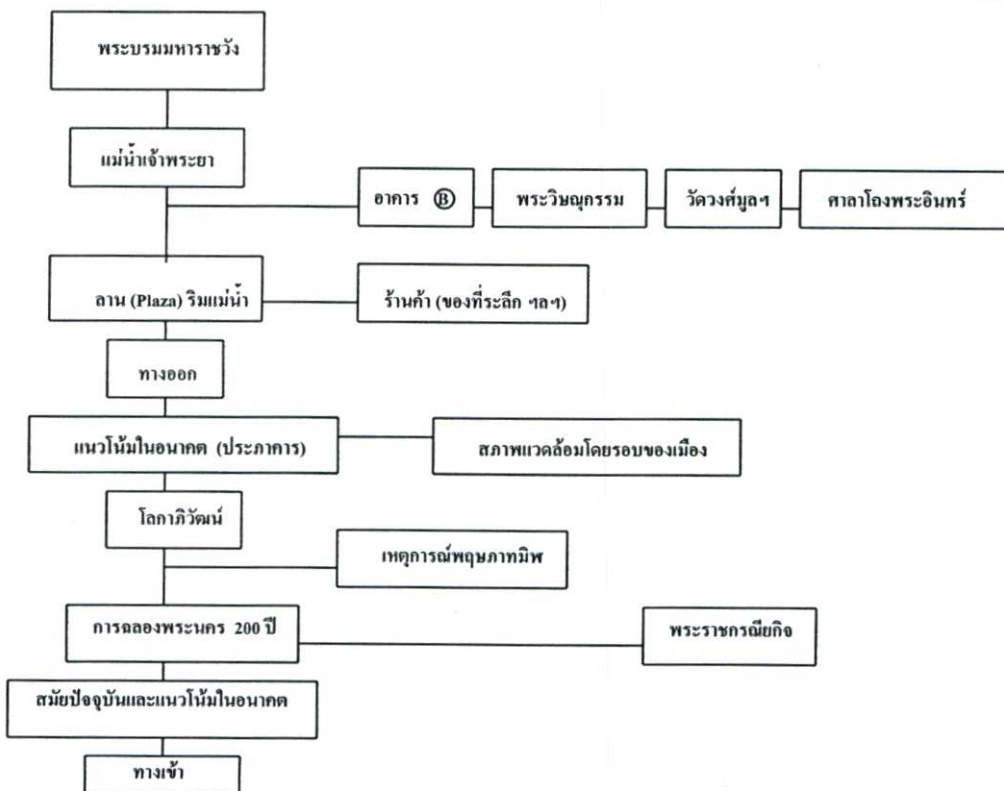 พระบรมมหาราชวัง
แม่น้ำเจ้าพระยา
อาคาร Ⓑ
พระวิษณุกรรม
วัดวงศ์มูลฯ
ศาลาโถงพระอินทร์
ลาน (Plaza) ริมแม่น้ำ
ร้านค้า (ของที่ระลึก ฯลฯ)
ทางออก
แนวโน้มในอนาคต (ประภาคาร)
สภาพแวดล้อมโดยรอบของเมือง
โลกาภิวัฒน์
เหตุการณ์พฤษภาทมิฬ
การฉลองพระนคร 200 ปี
พระราชกรณียกิจ
สมัยปัจจุบันและแนวโน้มในอนาคต
ทางเข้า